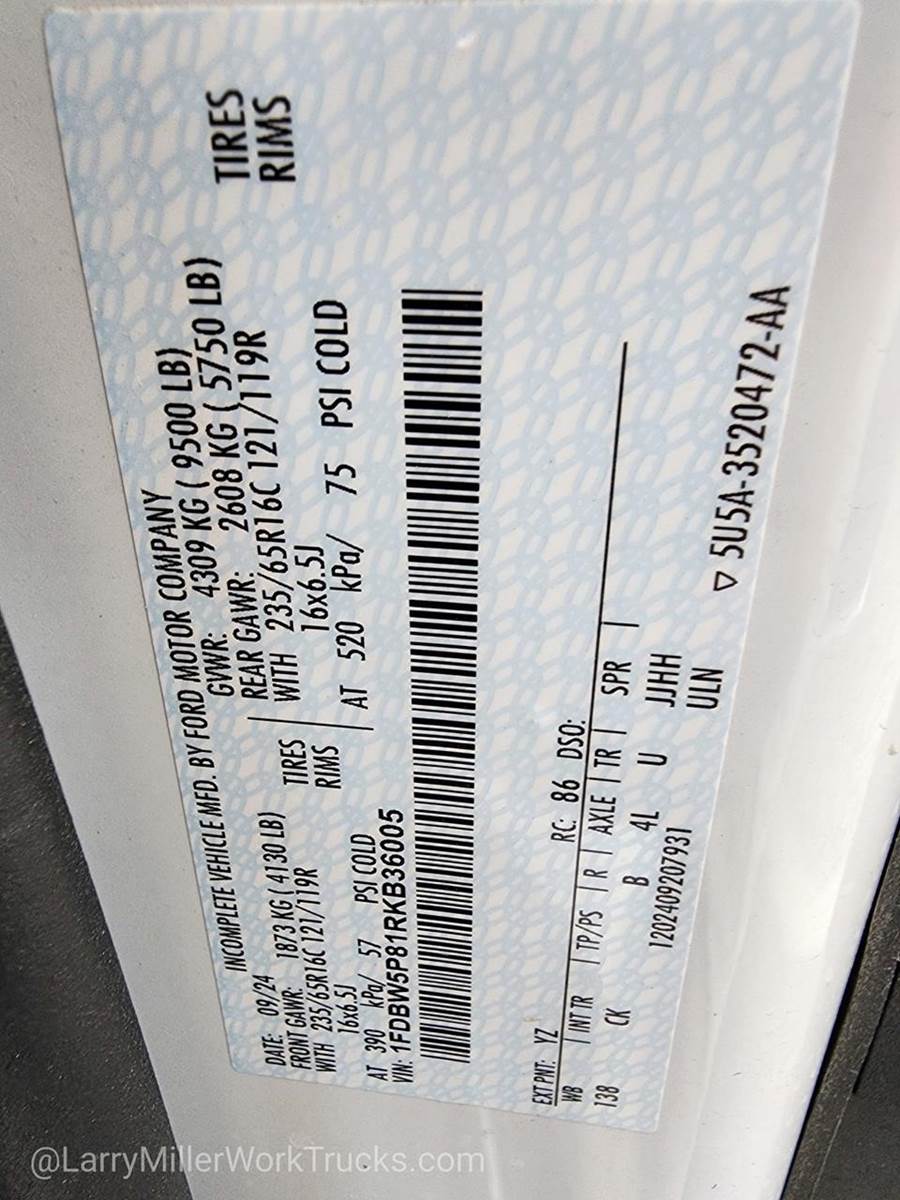 INCOMPLETE VEHICLE MFD. BY FORD MOTOR COMPANY
DATE: 09/24 GVWR: 4309 KG ( 9500 LB)
FRONT GAWR: 1873 KG ( 4130 LB) REAR GAWR: 2608 KG ( 5750 LB)
WITH 235/65R16C 121/119R TIRES WITH 235/65R16C 121/119R TIRES
16x6.5J RIMS 16x6.5J RIMS
AT 390 kPa/ 57 PSI COLD AT 520 kPa/ 75 PSI COLD
VIN: 1FDBW5P81RKB36005
EXT PNT: YZ RC: 86 DSO:
WB | INT TR | TP/PS | R | AXLE | TR | SPR |
138 CK B 4L U JJHH
1202409207931 ULN
▽ 5U5A-3520472-AA
@LarryMillerWorkTrucks.com